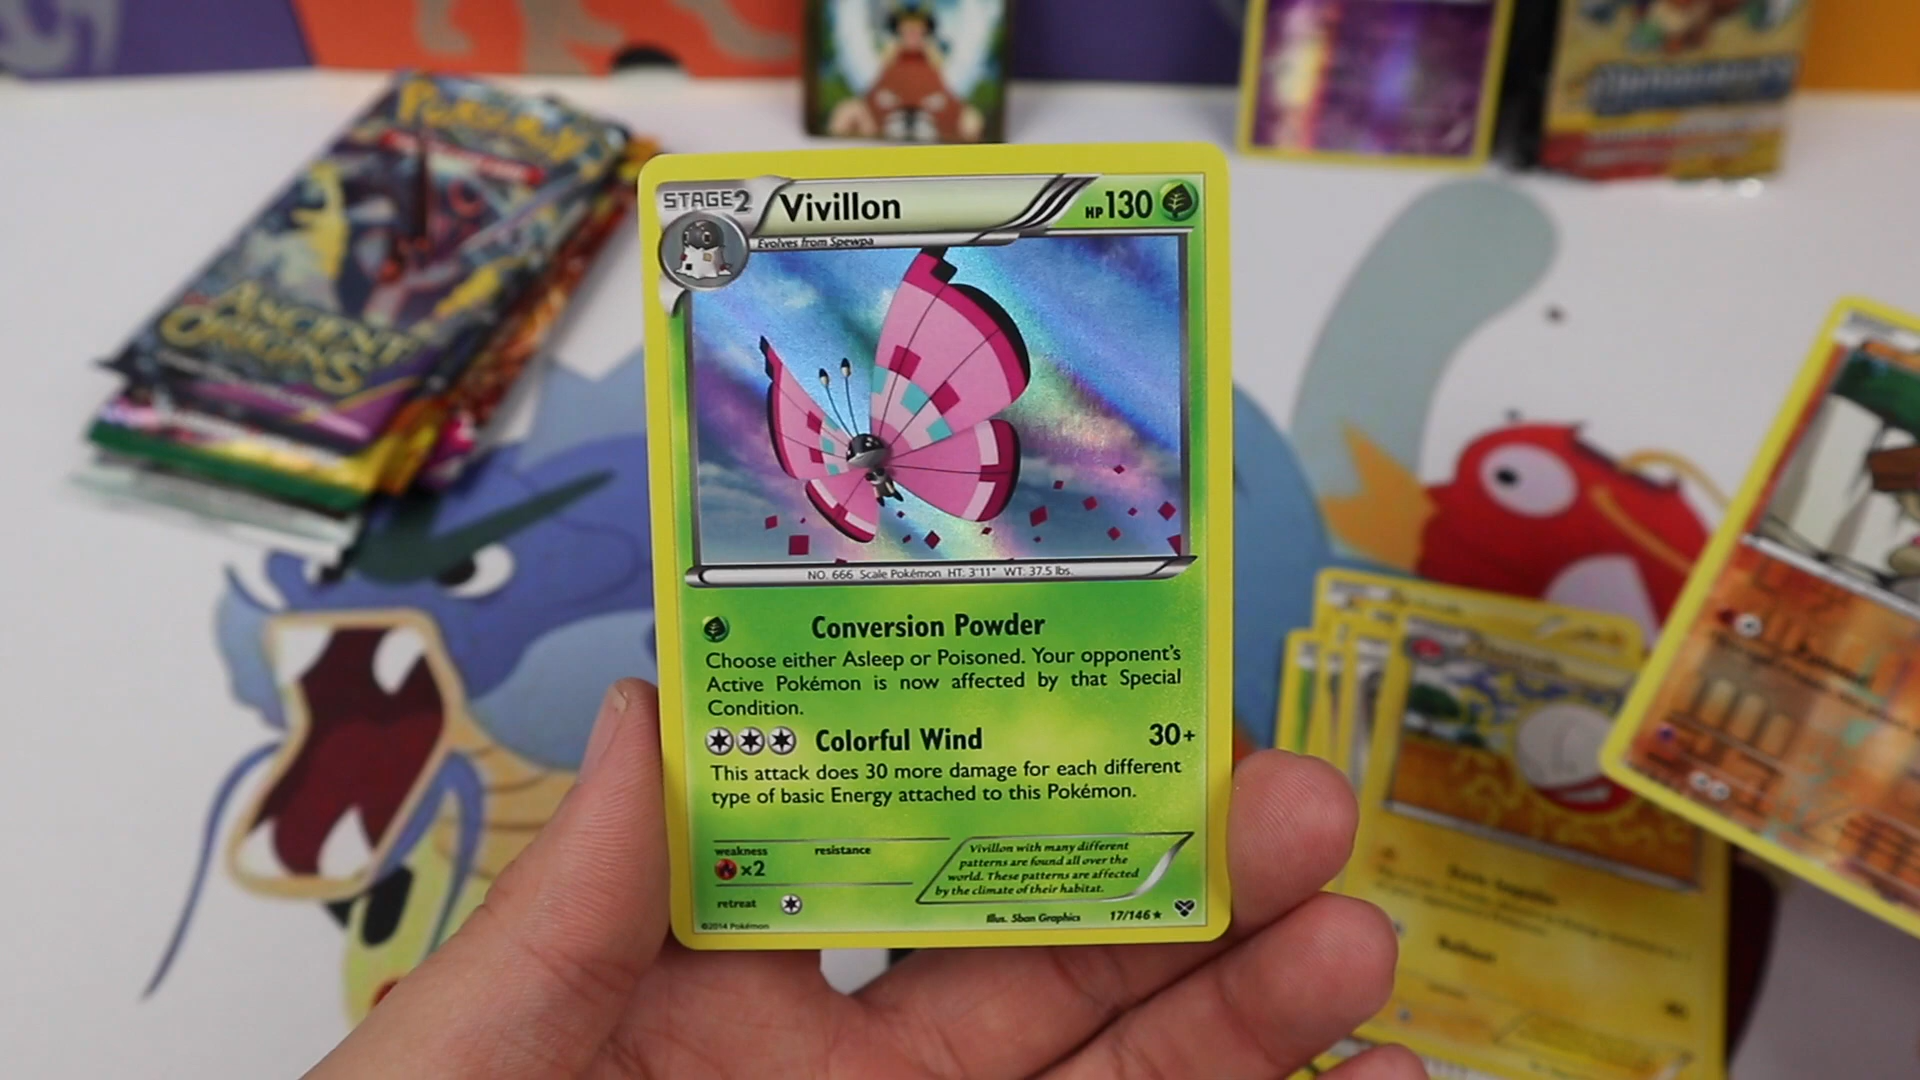 Pokémon
ANCIENT
ORIGINS
STAGE2
Vivillon
HP130
Evolves from Spewpa
NO. 666 Scale Pokémon HT: 3'11" WT: 37.5 lbs.
Conversion Powder
Choose either Asleep or Poisoned. Your opponent's
Active Pokémon is now affected by that Special
Condition.
Colorful Wind 30+
This attack does 30 more damage for each different
type of basic Energy attached to this Pokémon.
weakness resistance
×2
retreat
Vivillon with many different
patterns are found all over the
world. These patterns are affected
by the climate of their habitat.
©2014 Pokémon
Illus. 5ban Graphics 17/146